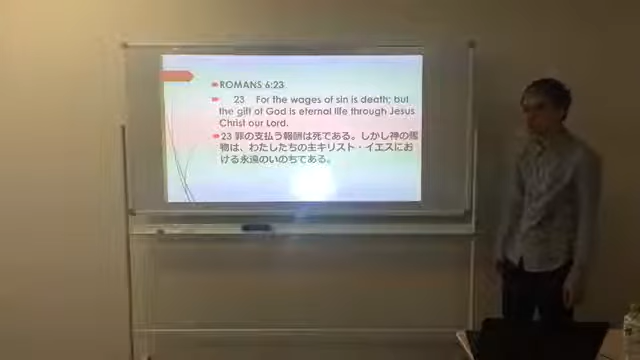 ROMANS 6:23
23 For the wages of sin is death; but
the gift of God is eternal life through Jesus
Christ our Lord.
23 罪の支払う報酬は死である。しかし神の賜
物は、わたしたちの主キリスト・イエスにお
ける永遠のいのちである。